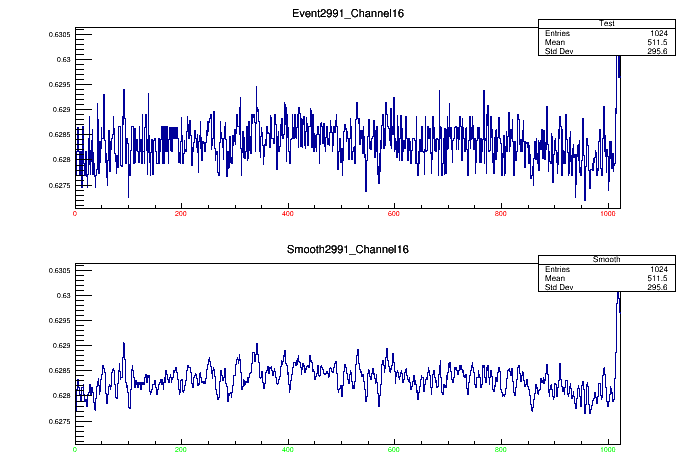 Event2991_Channel16
Test
Entries 1024
Mean 511.5
Std Dev 295.6
0.6305
0.63
0.6295
0.629
0.6285
0.628
0.6275
0 200 400 600 800 1000
Smooth2991_Channel16
Smooth
Entries 1024
Mean 511.5
Std Dev 295.6
0.6305
0.63
0.6295
0.629
0.6285
0.628
0.6275
0 200 400 600 800 1000